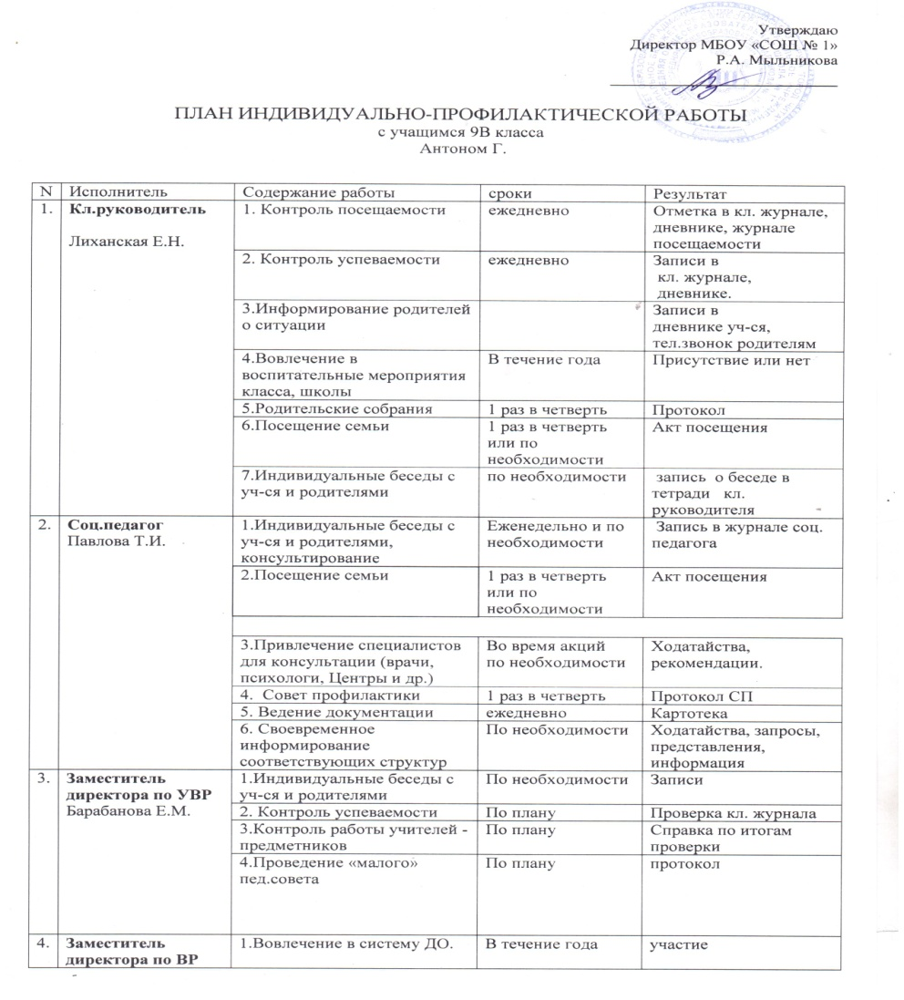 Утверждаю
Директор МБОУ «СОШ № 1»
Р.А. Мыльникова
ПЛАН ИНДИВИДУАЛЬНО-ПРОФИЛАКТИЧЕСКОЙ РАБОТЫ
с учащимся 9В класса
Антоном Г.
N Исполнитель Содержание работы сроки Результат
1. Кл.руководитель 1. Контроль посещаемости ежедневно Отметка в кл. журнале,
дневнике, журнале
Лиханская Е.Н. посещаемости
2. Контроль успеваемости ежедневно Записи в
кл. журнале,
дневнике.
3.Информирование родителей Записи в
о ситуации дневнике уч-ся,
тел.звонок родителям
4.Вовлечение в В течение года Присутствие или нет
воспитательные мероприятия
класса, школы
5.Родительские собрания 1 раз в четверть Протокол
6.Посещение семьи 1 раз в четверть Акт посещения
или по
необходимости
7.Индивидуальные беседы с по необходимости запись о беседе в
уч-ся и родителями тетради кл.
руководителя
2. Соц.педагог 1.Индивидуальные беседы с Еженедельно и по Запись в журнале соц.
Павлова Т.И. уч-ся и родителями, необходимости педагога
консультирование
2.Посещение семьи 1 раз в четверть Акт посещения
или по
необходимости
3.Привлечение специалистов Во время акций Ходатайства,
для консультации (врачи, по необходимости рекомендации.
психологи, Центры и др.)
4. Совет профилактики 1 раз в четверть Протокол СП
5. Ведение документации ежедневно Картотека
6. Своевременное По необходимости Ходатайства, запросы,
информирование представления,
соответствующих структур информация
3. Заместитель 1.Индивидуальные беседы с По необходимости Записи
директора по УВР уч-ся и родителями
Барабанова Е.М. 2. Контроль успеваемости По плану Проверка кл. журнала
3.Контроль работы учителей - По плану Справка по итогам
предметников проверки
4.Проведение «малого» По плану протокол
пед.совета
4. Заместитель 1.Вовлечение в систему ДО. В течение года участие
директора по ВР